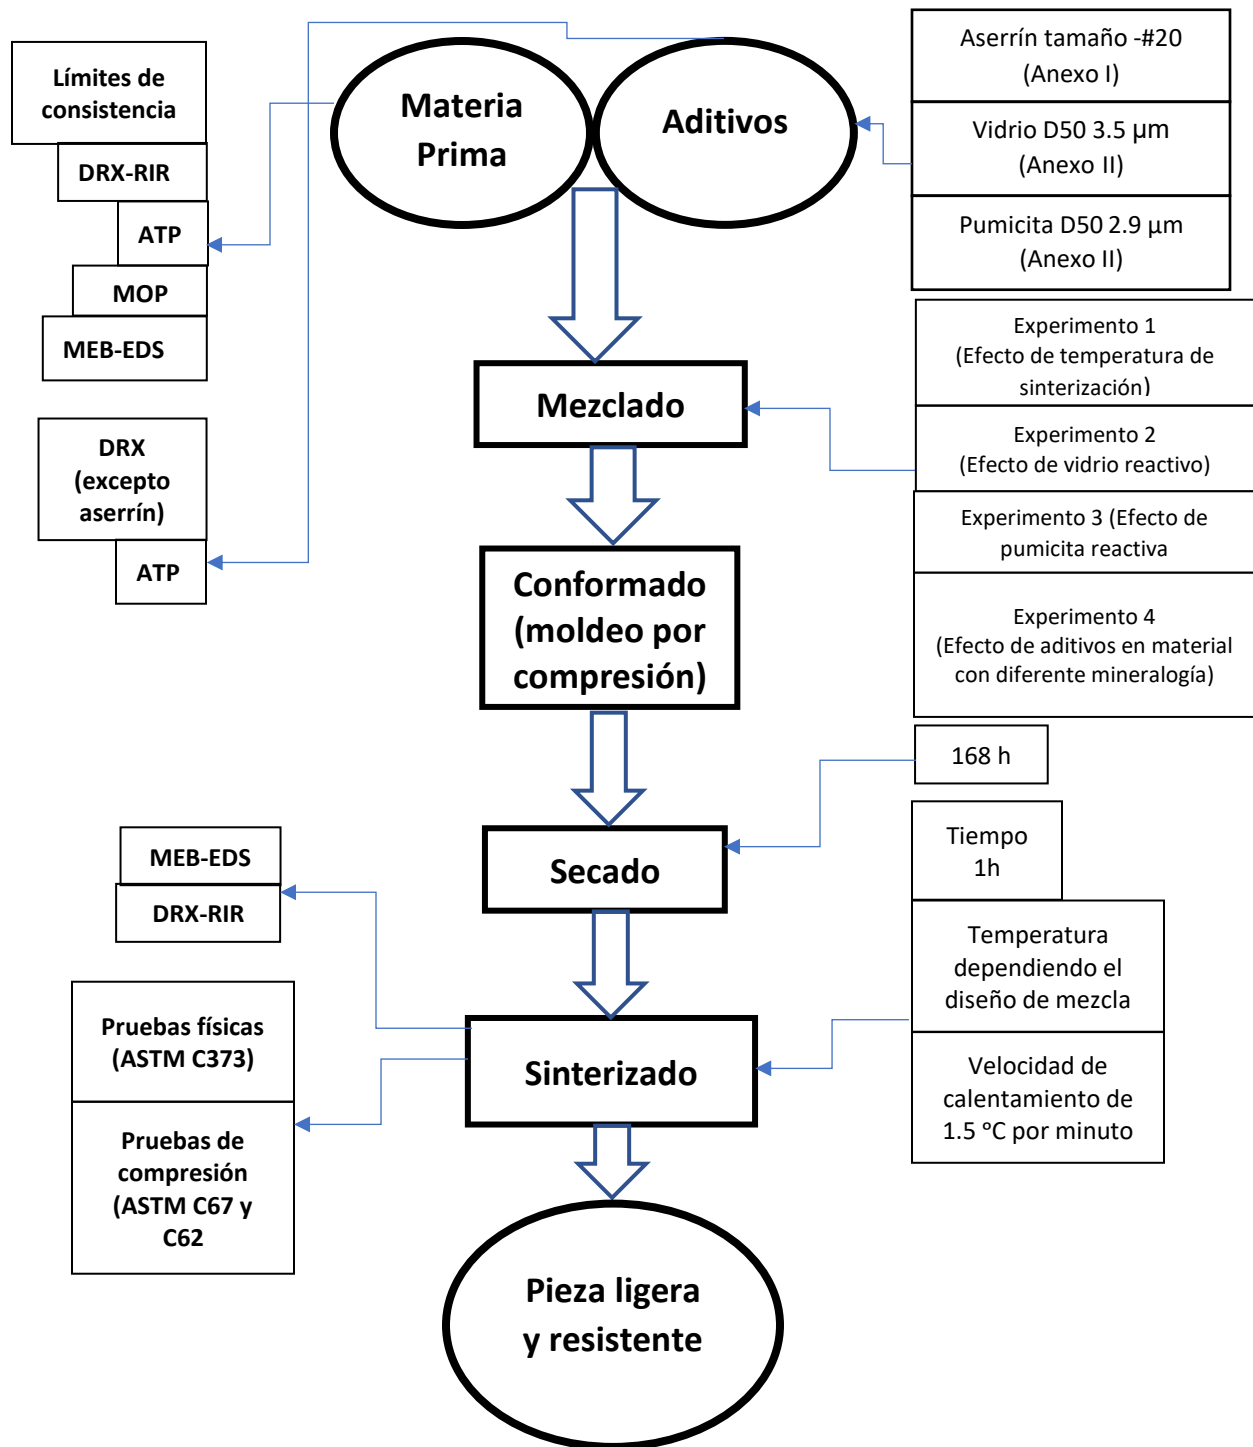 Límites de
consistencia
DRX-RIR
ATP
MOP
MEB-EDS
DRX
(excepto
aserrín)
ATP
Materia
Prima
Aditivos
Aserrín tamaño -#20
(Anexo I)
Vidrio D50 3.5 µm
(Anexo II)
Pumicita D50 2.9 µm
(Anexo II)
Mezclado
Experimento 1
(Efecto de temperatura de
sinterización)
Experimento 2
(Efecto de vidrio reactivo)
Experimento 3 (Efecto de
pumicita reactiva
Experimento 4
(Efecto de aditivos en material
con diferente mineralogía)
Conformado
(moldeo por
compresión)
168 h
Secado
Tiempo
1h
Temperatura
dependiendo el
diseño de mezcla
Velocidad de
calentamiento de
1.5 °C por minuto
MEB-EDS
DRX-RIR
Pruebas físicas
(ASTM C373)
Pruebas de
compresión
(ASTM C67 y
C62
Sinterizado
Pieza ligera
y resistente